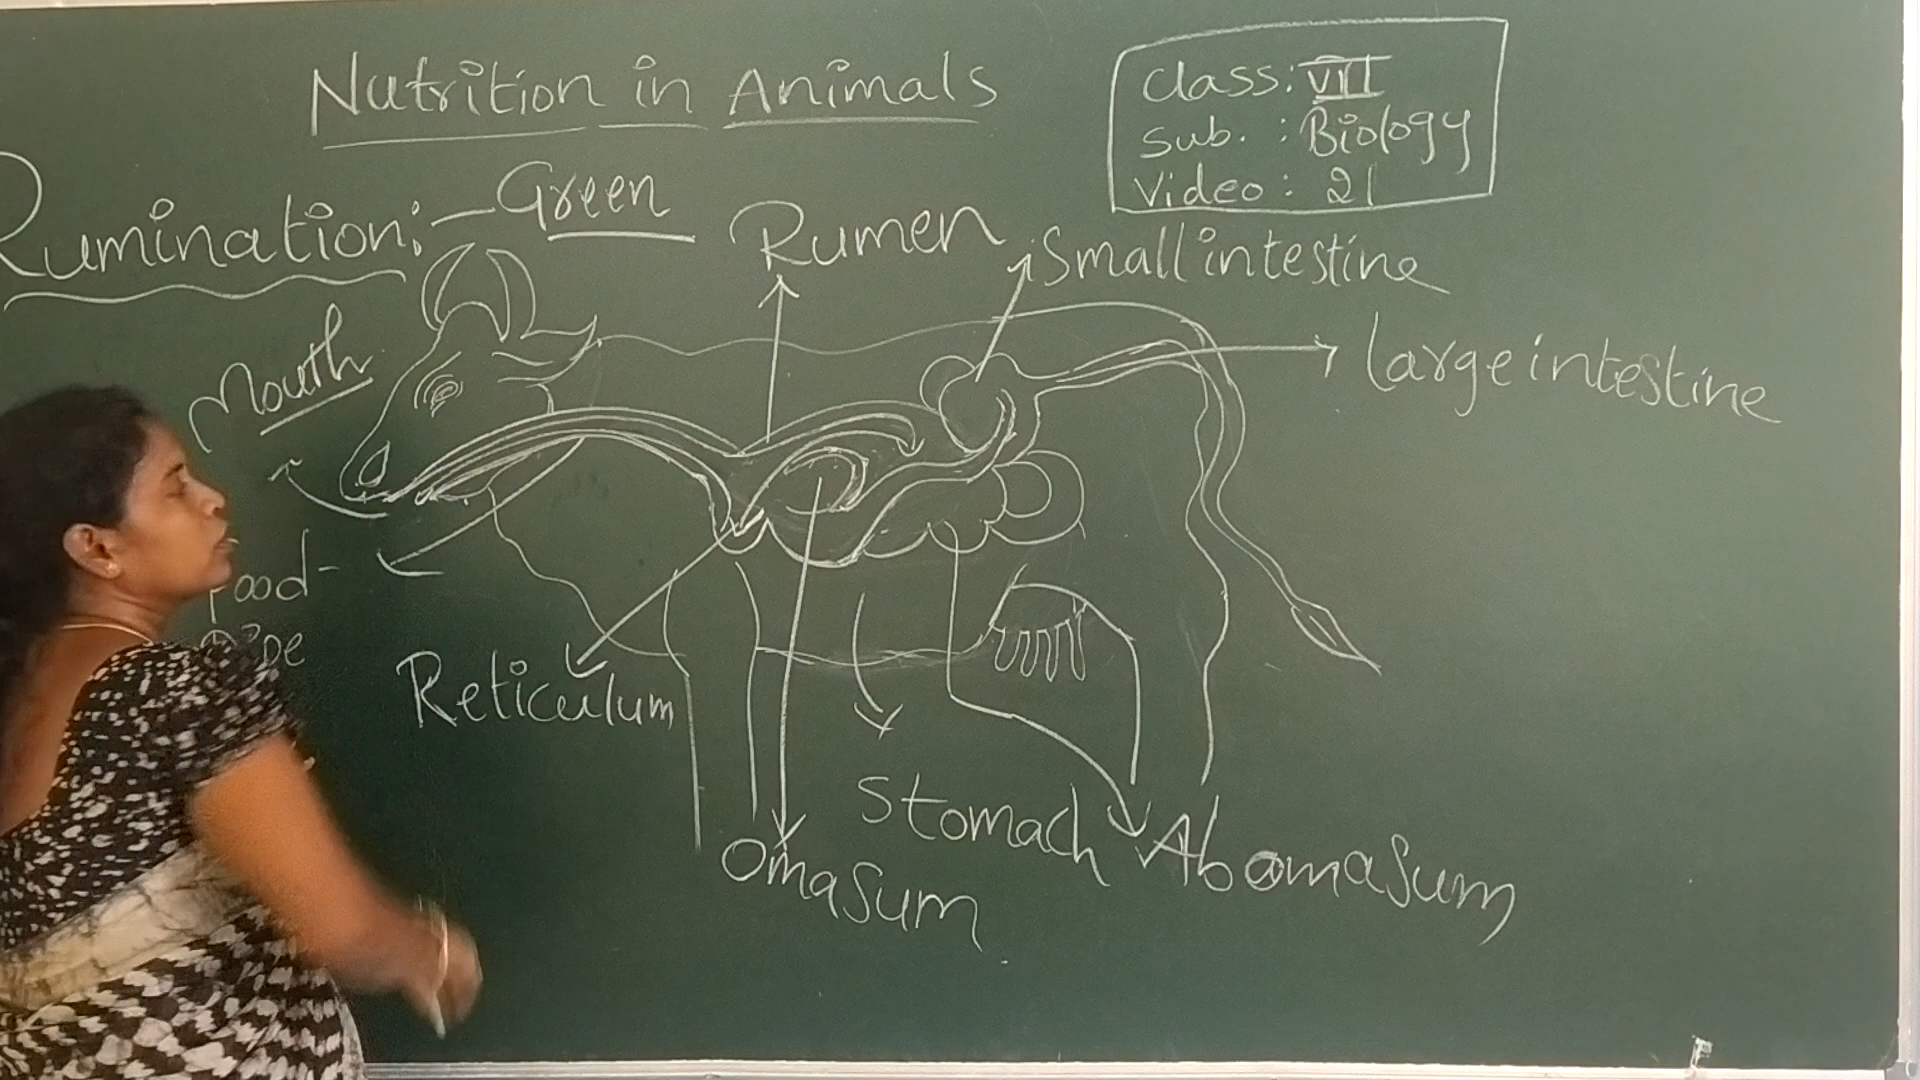 Nutrition in Animals
Class: VII
Sub. : Biology
Video : 21
Rumination:- Green
Rumen
Small intestine
Mouth
large intestine
Food-
pipe
Reticulum
Stomach
Omasum
Abomasum